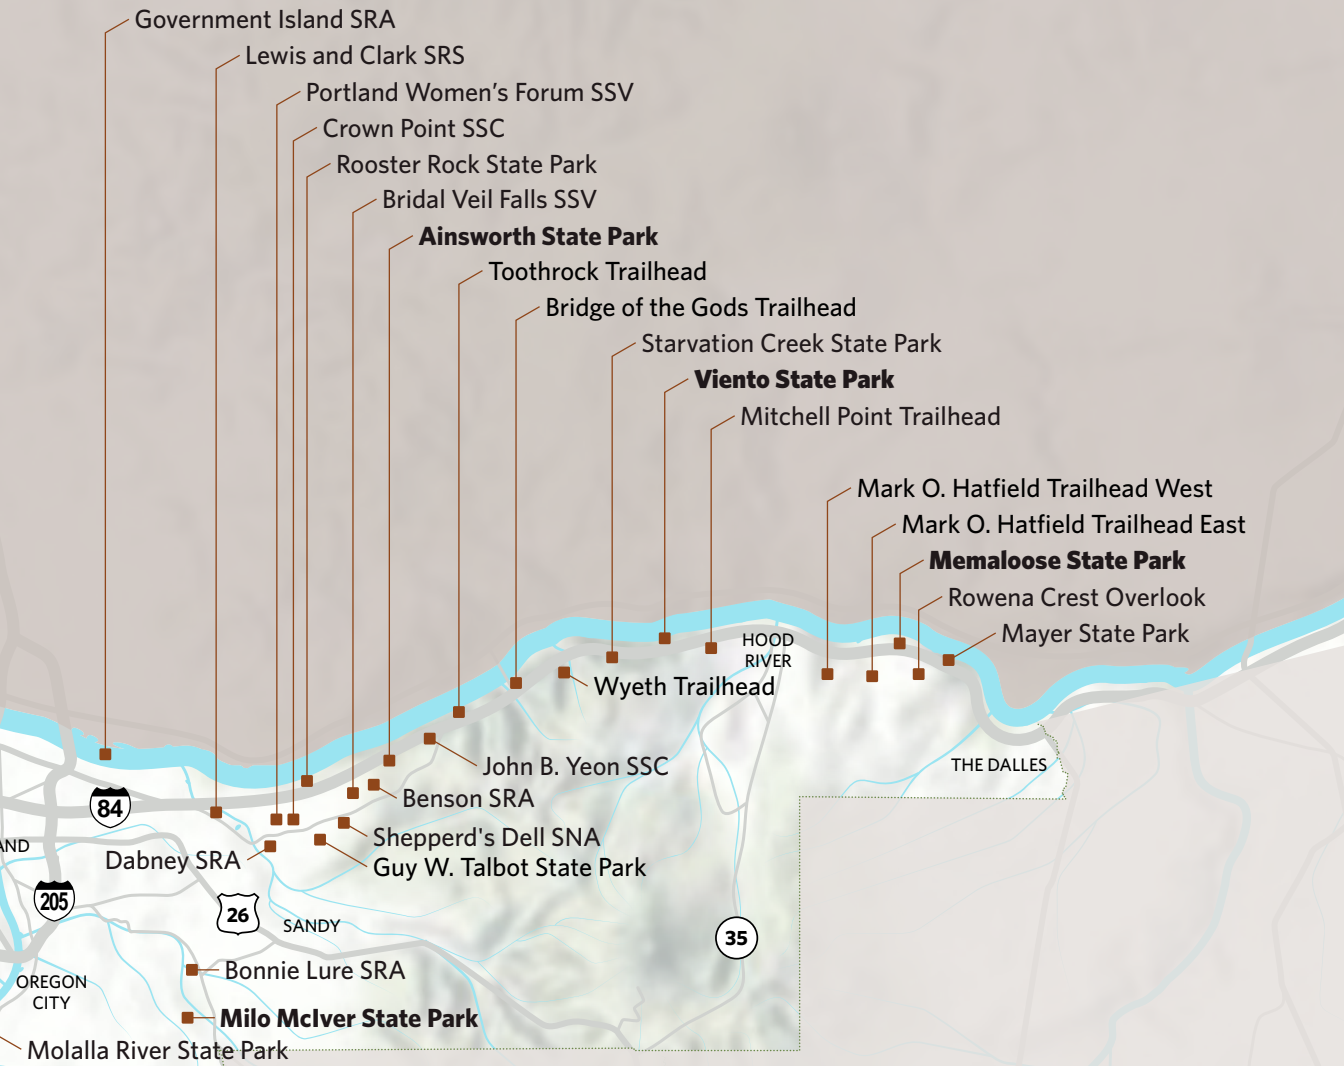 Government Island SRA
Lewis and Clark SRS
Portland Women’s Forum SSV
Crown Point SSC
Rooster Rock State Park
Bridal Veil Falls SSV
Ainsworth State Park
Toothrock Trailhead
Bridge of the Gods Trailhead
Starvation Creek State Park
Viento State Park
Mitchell Point Trailhead
Mark O. Hatfield Trailhead West
Mark O. Hatfield Trailhead East
Memaloose State Park
Rowena Crest Overlook
Mayer State Park
HOOD
RIVER
Wyeth Trailhead
John B. Yeon SSC
THE DALLES
Benson SRA
84
Shepperd's Dell SNA
AND
Dabney SRA
Guy W. Talbot State Park
205
26
SANDY
35
Bonnie Lure SRA
OREGON
CITY
Milo McIver State Park
Molalla River State Park